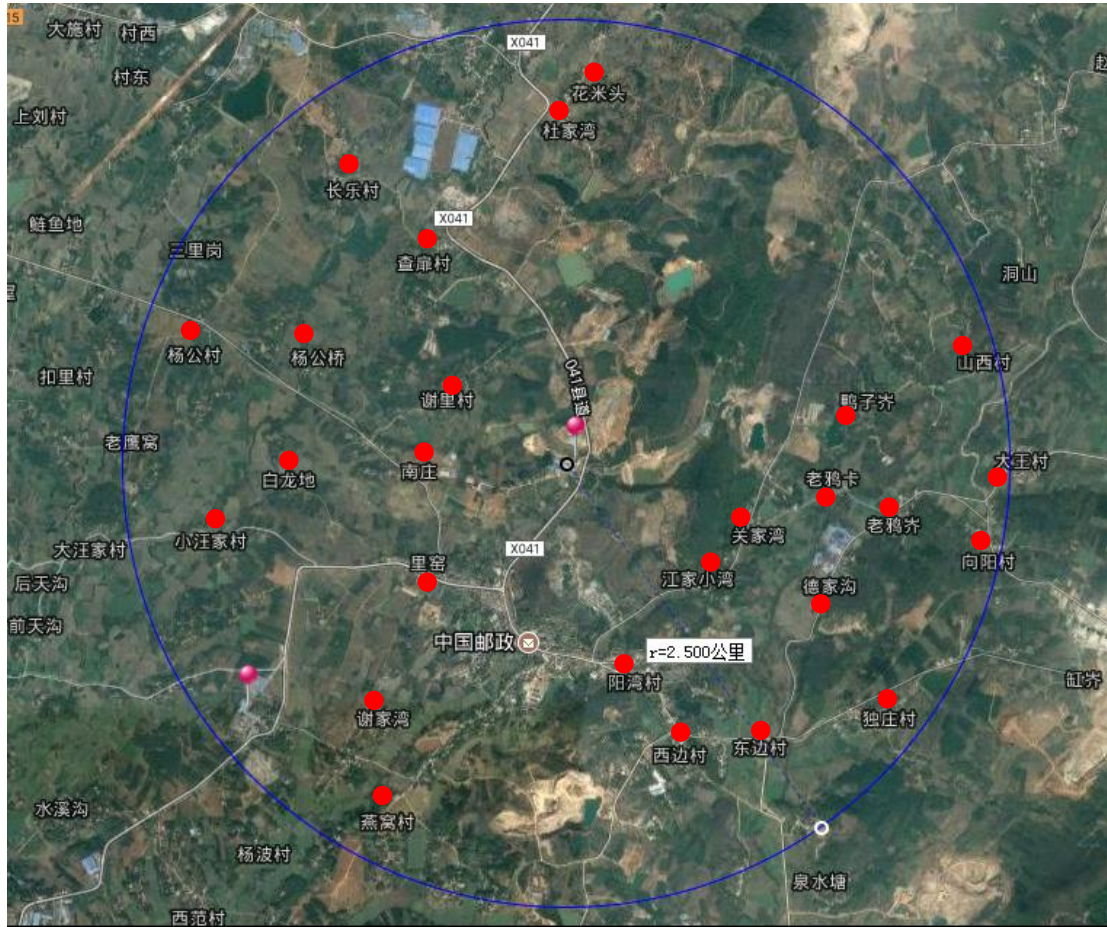 15
大施村
村西
X041
村东
花米头
赵
上刘村
杜家湾
长乐村
鲢鱼地
X041
三里岗
查扉村
洞山
杨公村
杨公桥
山西村
扣里村
谢里村
041县道
鸭子岕
老鹰窝
南庄
大王村
白龙地
老鸦卡
大汪家村
小汪家村
关家湾
老鸦岕
X041
里窑
江家小湾
向阳村
后天沟
德家沟
前天沟
中国邮政
r=2.500公里
阳湾村
缸岕
谢家湾
独庄村
西边村
东边村
水溪沟
燕窝村
杨波村
泉水塘
西范村